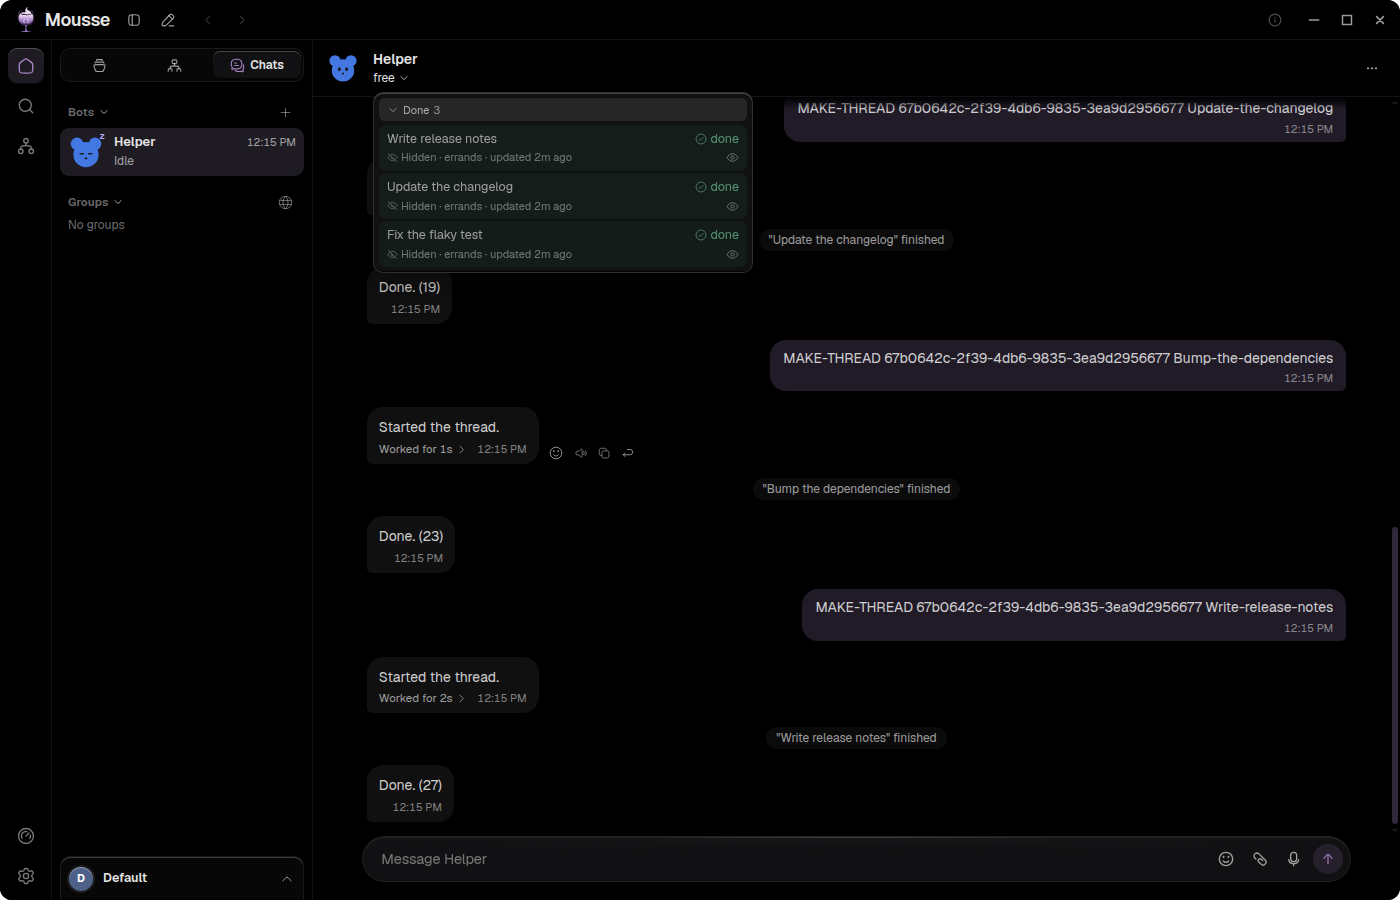 Mousse
Chats
Bots
Helper
12:15 PM
Idle
Groups
No groups
D
Default
Helper
free
Done 3
Write release notes
done
Hidden · errands · updated 2m ago
Update the changelog
done
Hidden · errands · updated 2m ago
Fix the flaky test
done
Hidden · errands · updated 2m ago
MAKE-THREAD 67b0642c-2f39-4db6-9835-3ea9d2956677 Update-the-changelog
12:15 PM
"Update the changelog" finished
Done. (19)
12:15 PM
MAKE-THREAD 67b0642c-2f39-4db6-9835-3ea9d2956677 Bump-the-dependencies
12:15 PM
Started the thread.
Worked for 1s 12:15 PM
"Bump the dependencies" finished
Done. (23)
12:15 PM
MAKE-THREAD 67b0642c-2f39-4db6-9835-3ea9d2956677 Write-release-notes
12:15 PM
Started the thread.
Worked for 2s 12:15 PM
"Write release notes" finished
Done. (27)
12:15 PM
Message Helper